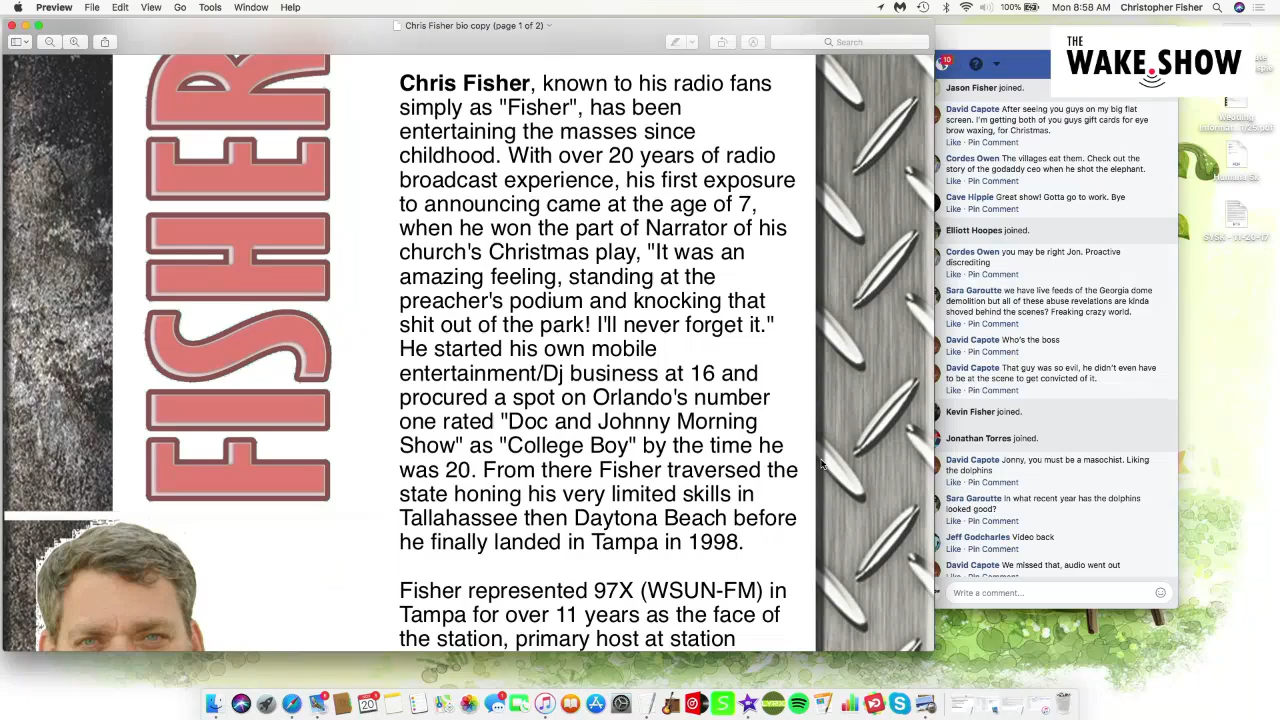 Preview File Edit View Go Tools Window Help
100% Mon 8:58 AM Christopher Fisher
Chris Fisher bio copy (page 1 of 2)
Search
FISHER
Chris Fisher, known to his radio fans
simply as "Fisher", has been
entertaining the masses since
childhood. With over 20 years of radio
broadcast experience, his first exposure
to announcing came at the age of 7,
when he won the part of Narrator of his
church's Christmas play, "It was an
amazing feeling, standing at the
preacher's podium and knocking that
shit out of the park! I'll never forget it."
He started his own mobile
entertainment/Dj business at 16 and
procured a spot on Orlando's number
one rated "Doc and Johnny Morning
Show" as "College Boy" by the time he
was 20. From there Fisher traversed the
state honing his very limited skills in
Tallahassee then Daytona Beach before
he finally landed in Tampa in 1998.
Fisher represented 97X (WSUN-FM) in
Tampa for over 11 years as the face of
the station, primary host at station
THE
WAKE.SHOW
10
Jason Fisher joined.
David Capote After seeing you guys on my big flat
screen. I'm getting both of you guys gift cards for eye
brow waxing, for Christmas.
Like · Pin Comment
Cordes Owen The villages eat them. Check out the
story of the godaddy ceo when he shot the elephant.
Like · Pin Comment
Cave Hippie Great show! Gotta go to work. Bye
Like · Pin Comment
Elliott Hoopes joined.
Cordes Owen you may be right Jon. Proactive
discrediting
Like · Pin Comment
Sara Garoutte we have live feeds of the Georgia dome
demolition but all of these abuse revelations are kinda
shoved behind the scenes? Freaking crazy world.
Like · Pin Comment
David Capote Who's the boss
Like · Pin Comment
David Capote That guy was so evil, he didn't even have
to be at the scene to get convicted of it.
Like · Pin Comment
Kevin Fisher joined.
Jonathan Torres joined.
David Capote Jonny, you must be a masochist. Liking
the dolphins
Like · Pin Comment
Sara Garoutte In what recent year has the dolphins
looked good?
Like · Pin Comment
Jeff Godcharles Video back
Like · Pin Comment
David Capote We missed that, audio went out
Like · Pin Comment
Write a comment...
Wedding
PDF
SYSK - 11-20-17
NOV
20